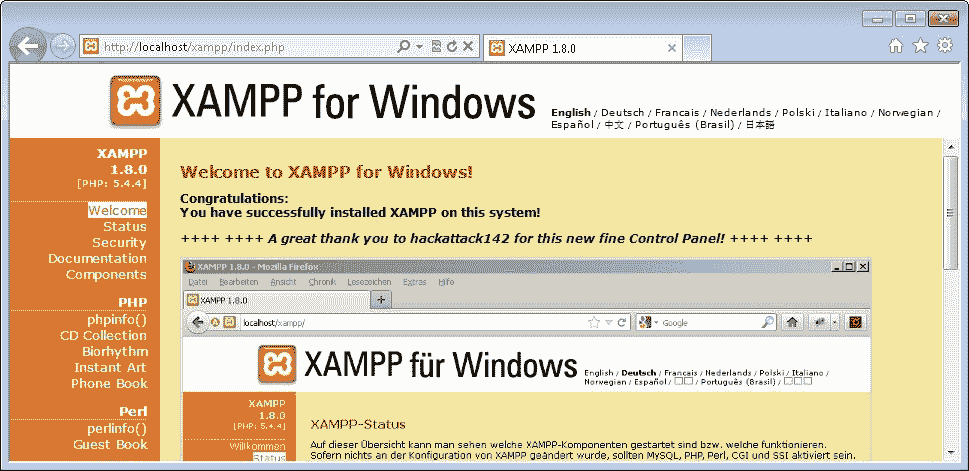 http://localhost/xampp/index.php
XAMPP 1.8.0
XAMPP for Windows
English / Deutsch / Francais / Nederlands / Polski / Italiano / Norwegian /
Español / 中文 / Português (Brasil) / 日本語
XAMPP
1.8.0
[PHP: 5.4.4]
Welcome
Status
Security
Documentation
Components
PHP
phpinfo()
CD Collection
Biorhythm
Instant Art
Phone Book
Perl
perlinfo()
Guest Book
Welcome to XAMPP for Windows!
Congratulations:
You have successfully installed XAMPP on this system!
++++ ++++ A great thank you to hackattack142 for this new fine Control Panel! ++++ ++++
XAMPP 1.8.0 - Mozilla Firefox
Datei Bearbeiten Ansicht Chronik Lesezeichen Extras Hilfe
XAMPP 1.8.0
localhost/xampp/
Google
XAMPP für Windows
English / Deutsch / Francais / Nederlands / Polski / Italiano /
Norwegian / Español / □□ / Português (Brasil) / □□□
XAMPP
1.8.0
[PHP: 5.4.4]
Willkommen
Status
XAMPP-Status
Auf dieser Übersicht kann man sehen welche XAMPP-Komponenten gestartet sind bzw. welche funktionieren.
Sofern nichts an der Konfiguration von XAMPP geändert wurde, sollten MySQL, PHP, Perl, CGI und SSI aktiviert sein.